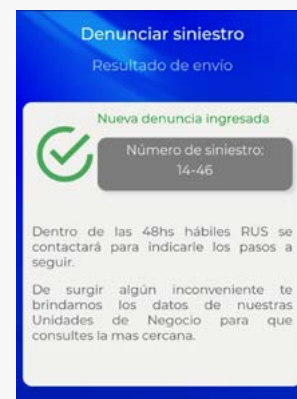 Denunciar siniestro
Resultado de envío
Nueva denuncia ingresada
Número de siniestro:
14-46
Dentro de las 48hs hábiles RUS se
contactará para indicarle los pasos a
seguir.
De surgir algún inconveniente te
brindamos los datos de nuestras
Unidades de Negocio para que
consultes la mas cercana.